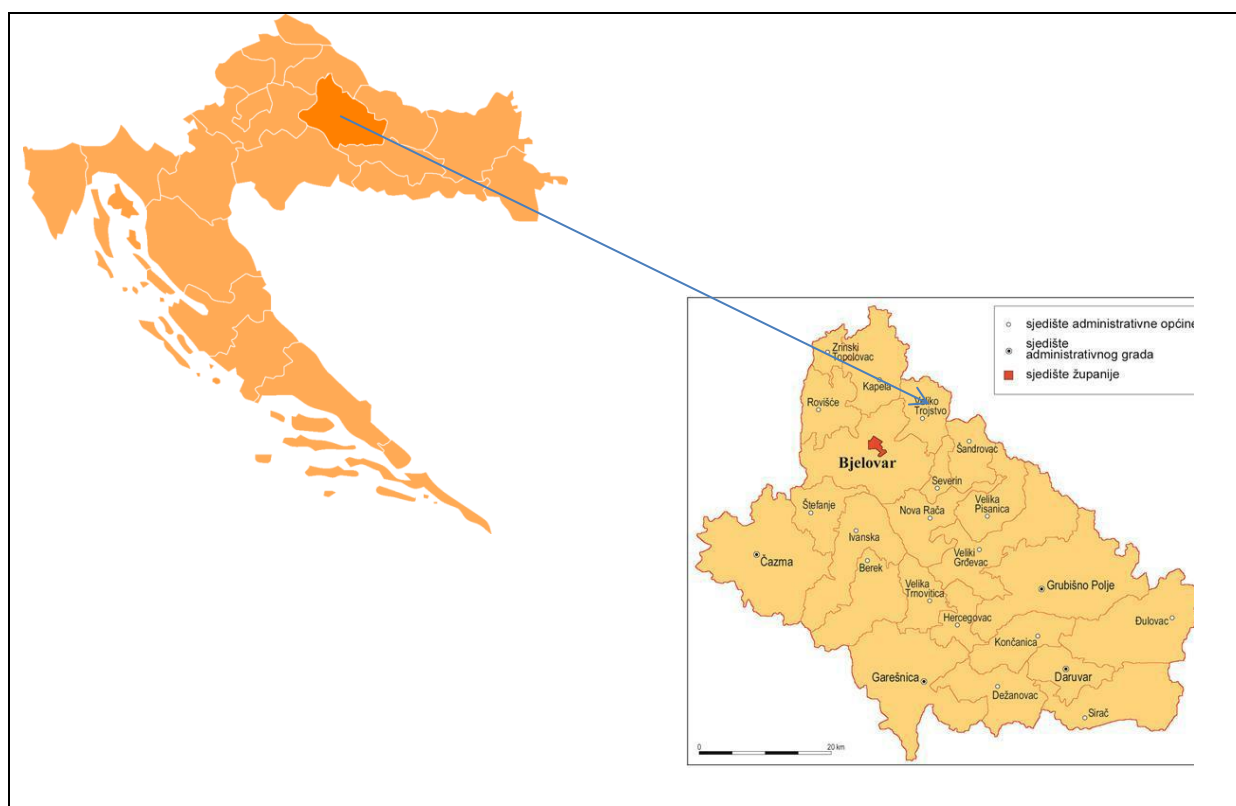 sjedište administrativne općine
sjedište
administrativnog grada
sjedište županije
Zrinski
Topolovac
Kapela
Rovišće
Veliko
Trojstvo
Šandrovac
Bjelovar
Severin
Štefanje
Nova Rača
Velika
Pisanica
Ivanska
Čazma
Berek
Veliki
Grđevac
Velika
Trnovitica
Grubišno Polje
Hercegovac
Đulovac
Končanica
Garešnica
Daruvar
Dežanovac
Sirač
0 20 km